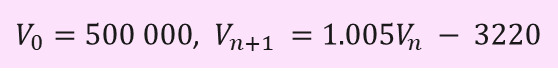 V₀ = 500 000, Vₙ₊₁ = 1.005Vₙ − 3220